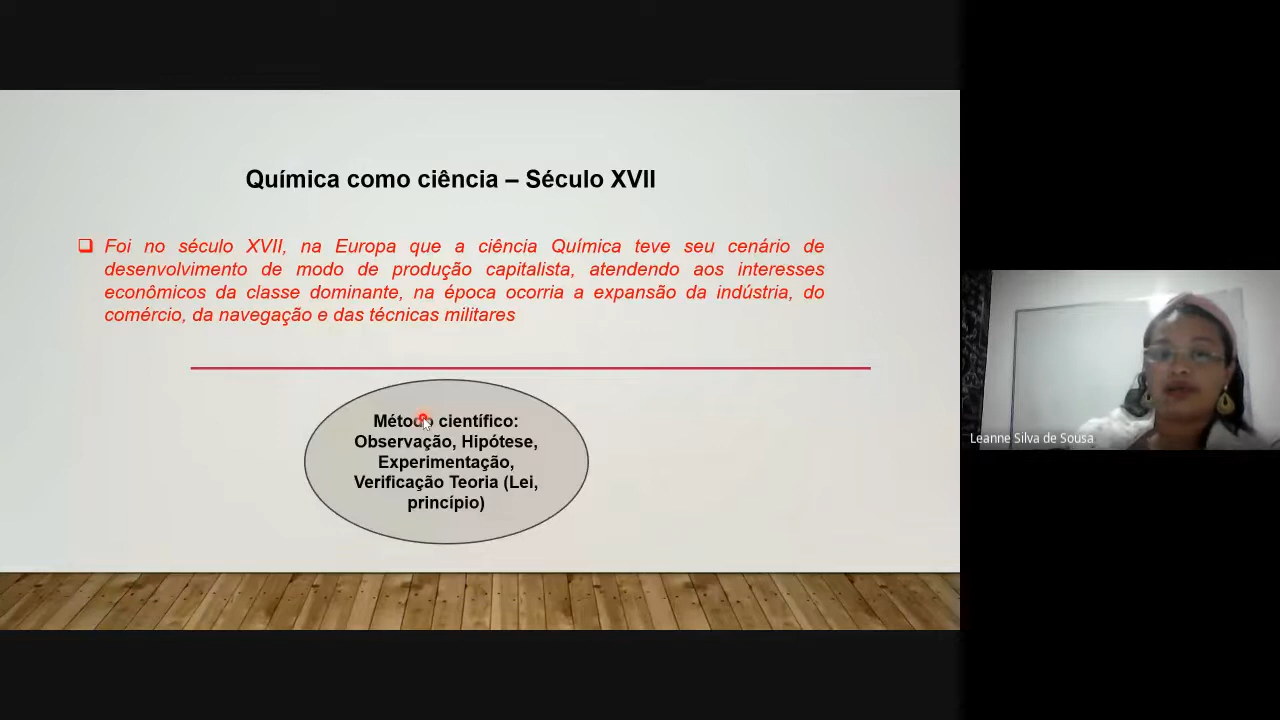 Química como ciência – Século XVII
Foi no século XVII, na Europa que a ciência Química teve seu cenário de
desenvolvimento de modo de produção capitalista, atendendo aos interesses
econômicos da classe dominante, na época ocorria a expansão da indústria, do
comércio, da navegação e das técnicas militares
Método científico:
Observação, Hipótese,
Experimentação,
Verificação Teoria (Lei,
princípio)
Leanne Silva de Sousa